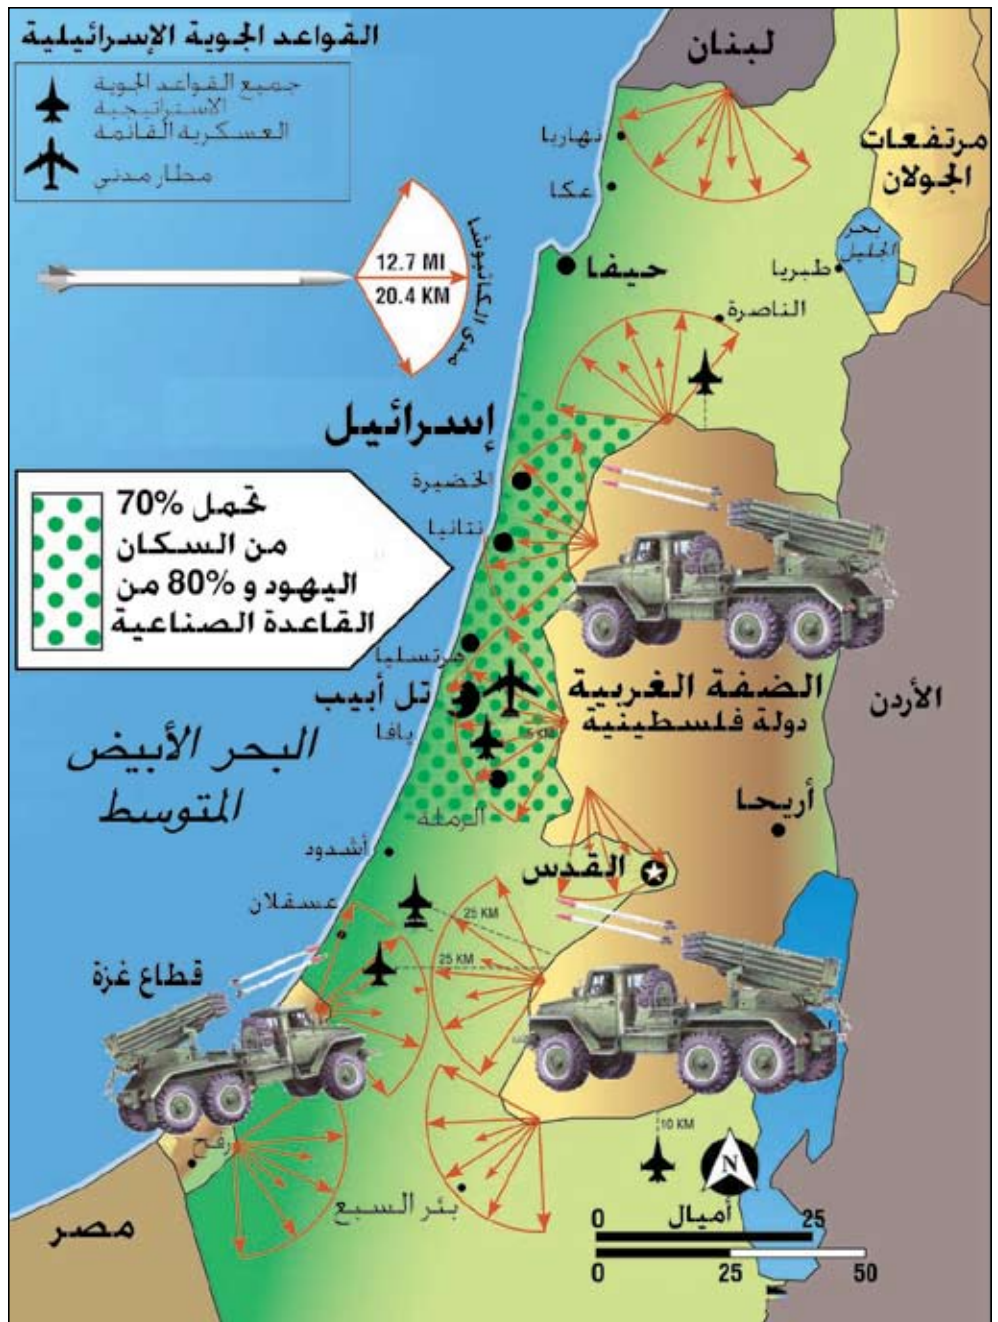 القواعد الجوية الإسرائيلية
جميع القواعد الجوية
الاستراتيجية
العسكرية القائمة
مطار مدني
لبنان
مرتفعات
الجولان
نهاريا
عكا
بحر
الجليل
حيفا
طبريا
الناصرة
12.7 MI
20.4 KM
مدى الكاتيوشا
إسرائيل
الخضيرة
نتانيا
تحمل 70%
من السكان
اليهود و 80% من
القاعدة الصناعية
هرتسليا
تل أبيب
يافا
5 KM
الضفة الغربية
دولة فلسطينية
الأردن
البحر الأبيض
المتوسط
أريحا
الرملة
أشدود
القدس
عسقلان
25 KM
25 KM
قطاع غزة
رفح
10 KM
N
بئر السبع
مصر
0 أميال 25
0 25 50